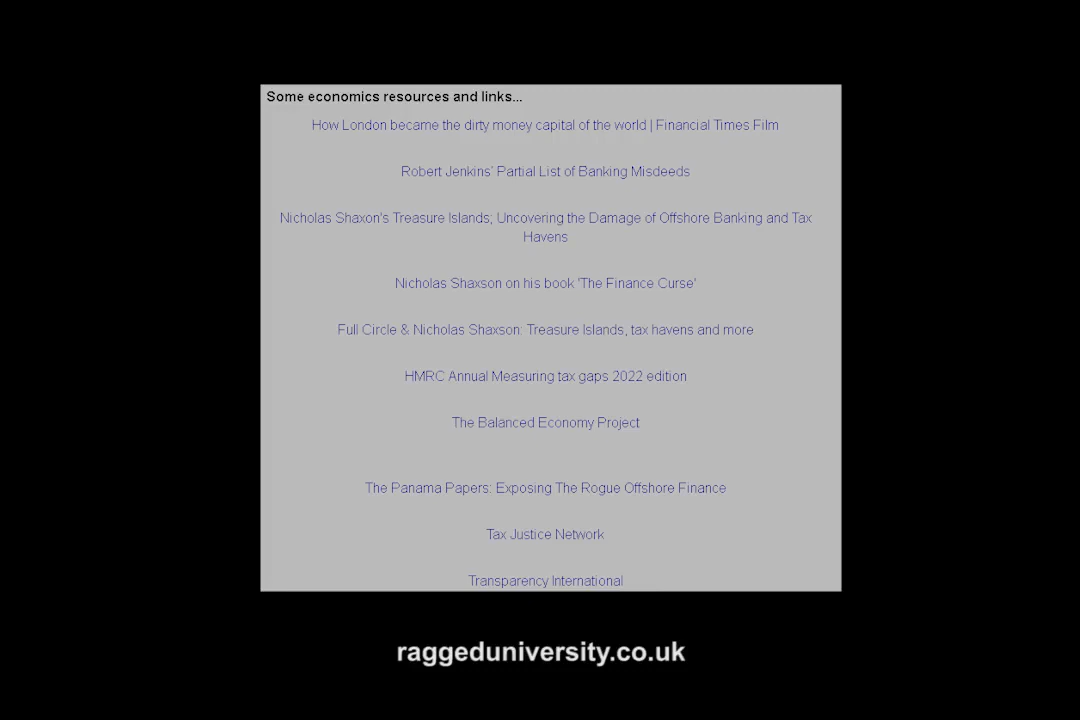 Some economics resources and links...
How London became the dirty money capital of the world | Financial Times Film
Robert Jenkins' Partial List of Banking Misdeeds
Nicholas Shaxon's Treasure Islands; Uncovering the Damage of Offshore Banking and Tax
Havens
Nicholas Shaxson on his book 'The Finance Curse'
Full Circle & Nicholas Shaxson: Treasure Islands, tax havens and more
HMRC Annual Measuring tax gaps 2022 edition
The Balanced Economy Project
The Panama Papers: Exposing The Rogue Offshore Finance
Tax Justice Network
Transparency International
raggeduniversity.co.uk